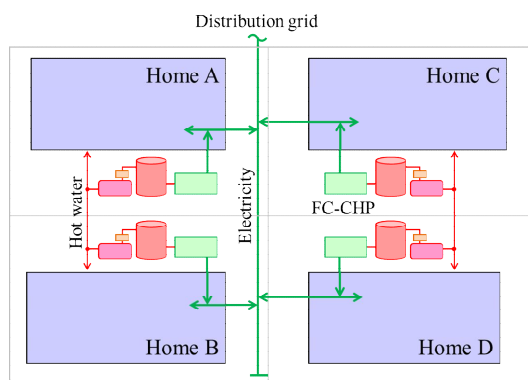 Distribution grid
Home A
Home C
Hot water
Electricity
FC-CHP
Home B
Home D